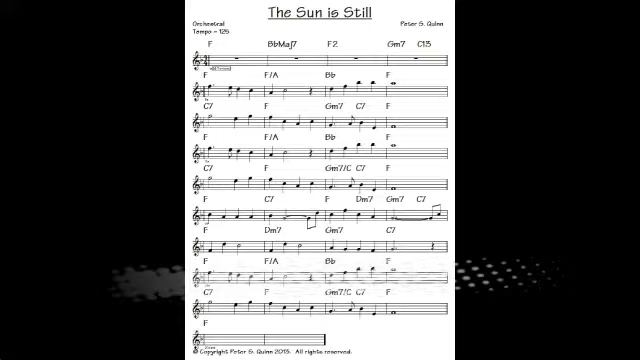 The Sun is Still
Orchestral Peter S. Quinn
Tempo = 125
F BbMaj7 F2 Gm7 C13
F F/A Bb F
C7 F Gm7 C7 F
F F/A Bb F
C7 F Gm7/C C7 F
F C7 F Dm7 Gm7 C7
F Dm7 Gm7 C7
F F/A Bb F
C7 F Gm7/C C7 F
F
© Copyright Peter S. Quinn 2015. All rights reserved.